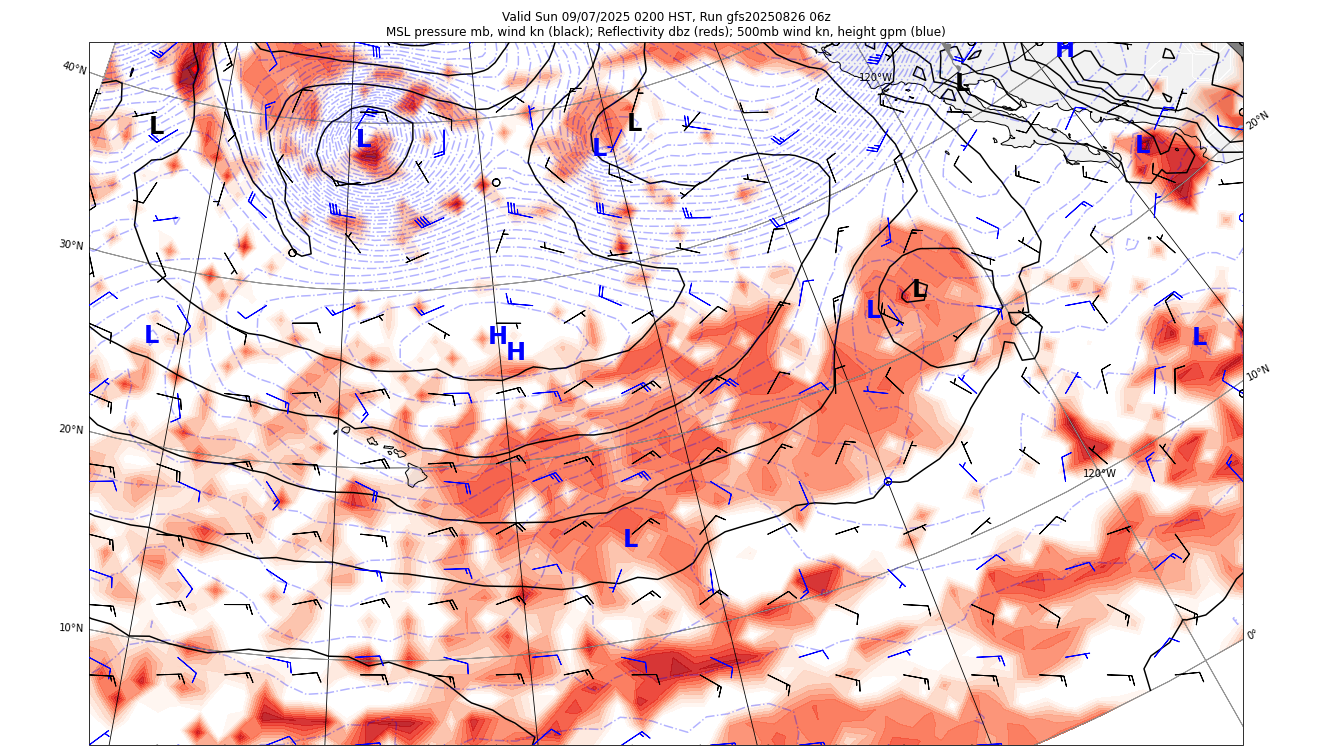 Valid Sun 09/07/2025 0200 HST, Run gfs20250826 06z
MSL pressure mb, wind kn (black); Reflectivity dbz (reds); 500mb wind kn, height gpm (blue)
H
40°N
120°W
L
20°N
L
L
L
L
L
L
30°N
L
L
L
H
L
H
10°N
20°N
120°W
L
10°N
0°